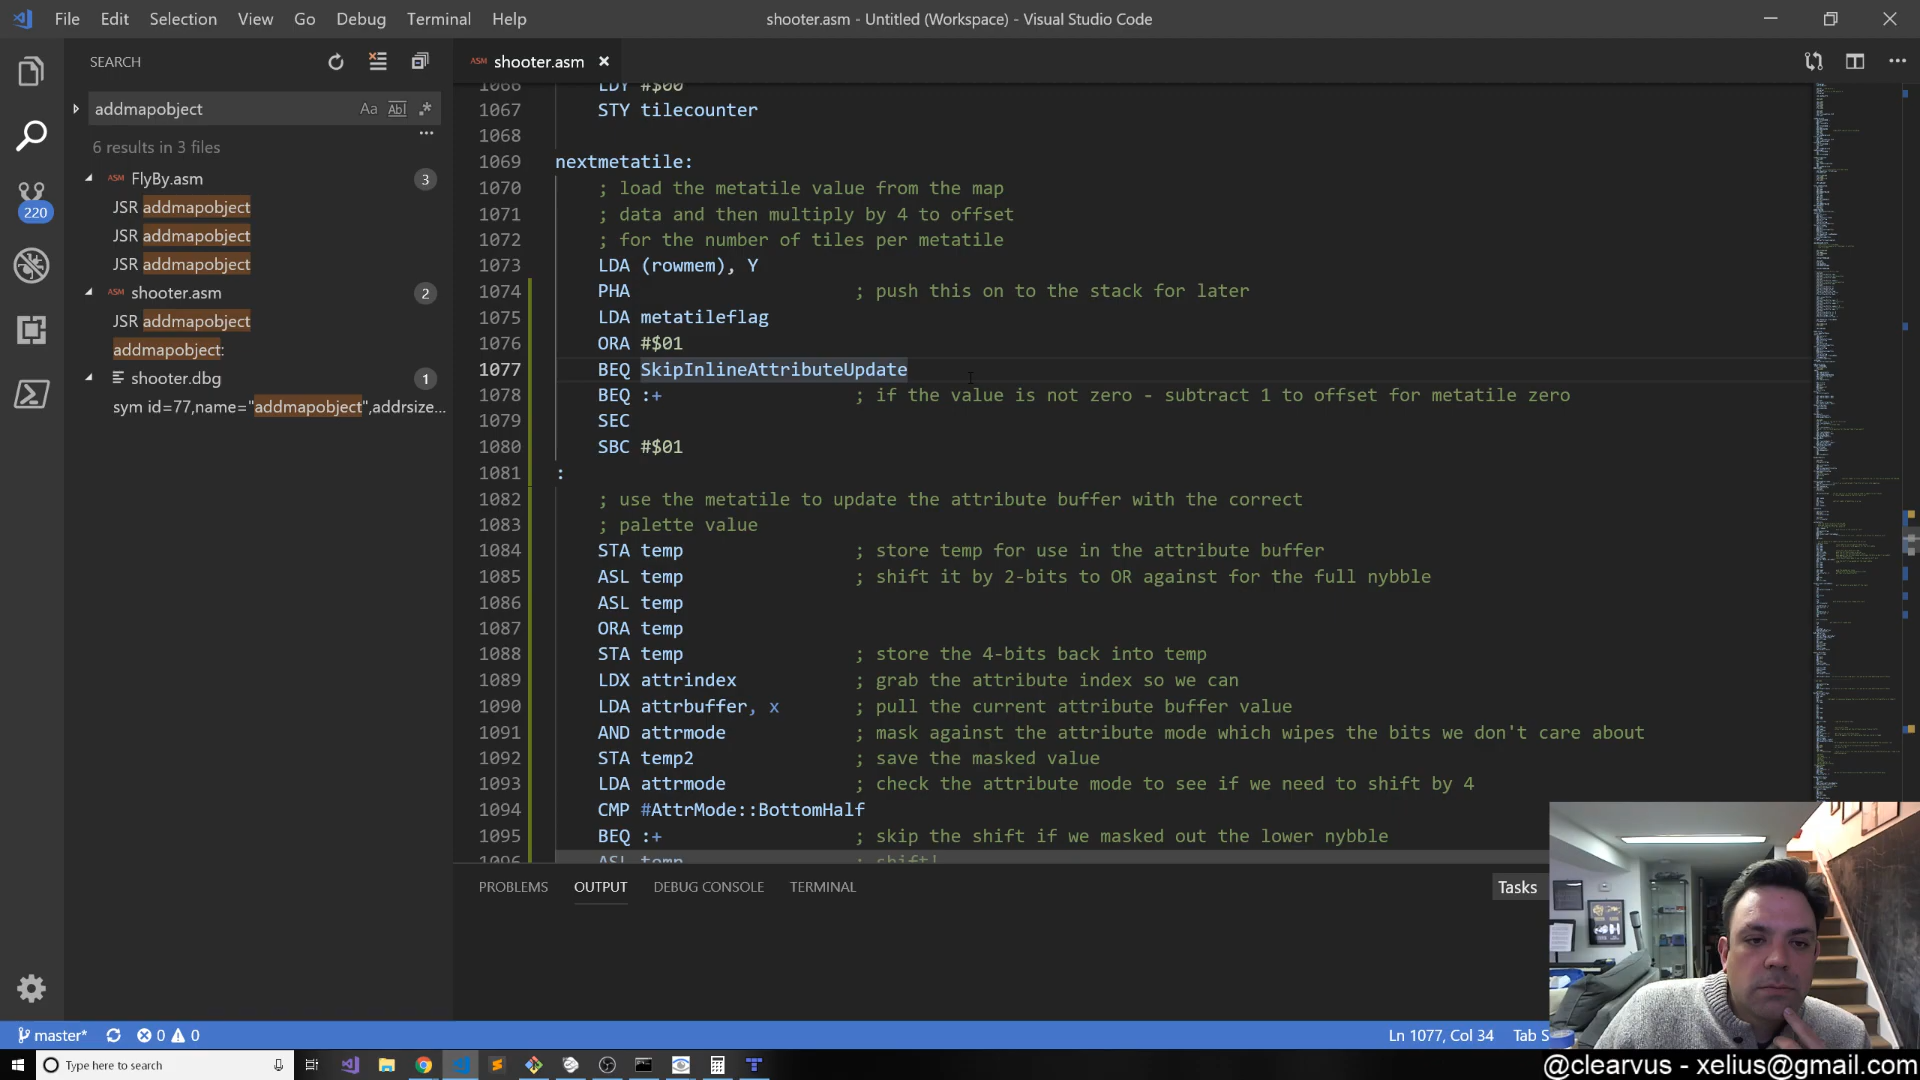 File Edit Selection View Go Debug Terminal Help
shooter.asm - Untitled (Workspace) - Visual Studio Code
SEARCH
addmapobject
Aa Abl .*
6 results in 3 files
ASM FlyBy.asm 3
JSR addmapobject
JSR addmapobject
JSR addmapobject
ASM shooter.asm 2
JSR addmapobject
addmapobject:
shooter.dbg 1
sym id=77,name="addmapobject",addrsize...
220
ASM shooter.asm
1066 LDY #$00
1067 STY tilecounter
1068
1069 nextmetatile:
1070 ; load the metatile value from the map
1071 ; data and then multiply by 4 to offset
1072 ; for the number of tiles per metatile
1073 LDA (rowmem), Y
1074 PHA ; push this on to the stack for later
1075 LDA metatileflag
1076 ORA #$01
1077 BEQ SkipInlineAttributeUpdate
1078 BEQ :+ ; if the value is not zero - subtract 1 to offset for metatile zero
1079 SEC
1080 SBC #$01
1081 :
1082 ; use the metatile to update the attribute buffer with the correct
1083 ; palette value
1084 STA temp ; store temp for use in the attribute buffer
1085 ASL temp ; shift it by 2-bits to OR against for the full nybble
1086 ASL temp
1087 ORA temp
1088 STA temp ; store the 4-bits back into temp
1089 LDX attrindex ; grab the attribute index so we can
1090 LDA attrbuffer, x ; pull the current attribute buffer value
1091 AND attrmode ; mask against the attribute mode which wipes the bits we don't care about
1092 STA temp2 ; save the masked value
1093 LDA attrmode ; check the attribute mode to see if we need to shift by 4
1094 CMP #AttrMode::BottomHalf
1095 BEQ :+ ; skip the shift if we masked out the lower nybble
1096 ASL temp ; shift!
PROBLEMS OUTPUT DEBUG CONSOLE TERMINAL
Tasks
master* 0 0
Ln 1077, Col 34 Tab S
Type here to search
@clearvus - xelius@gmail.com